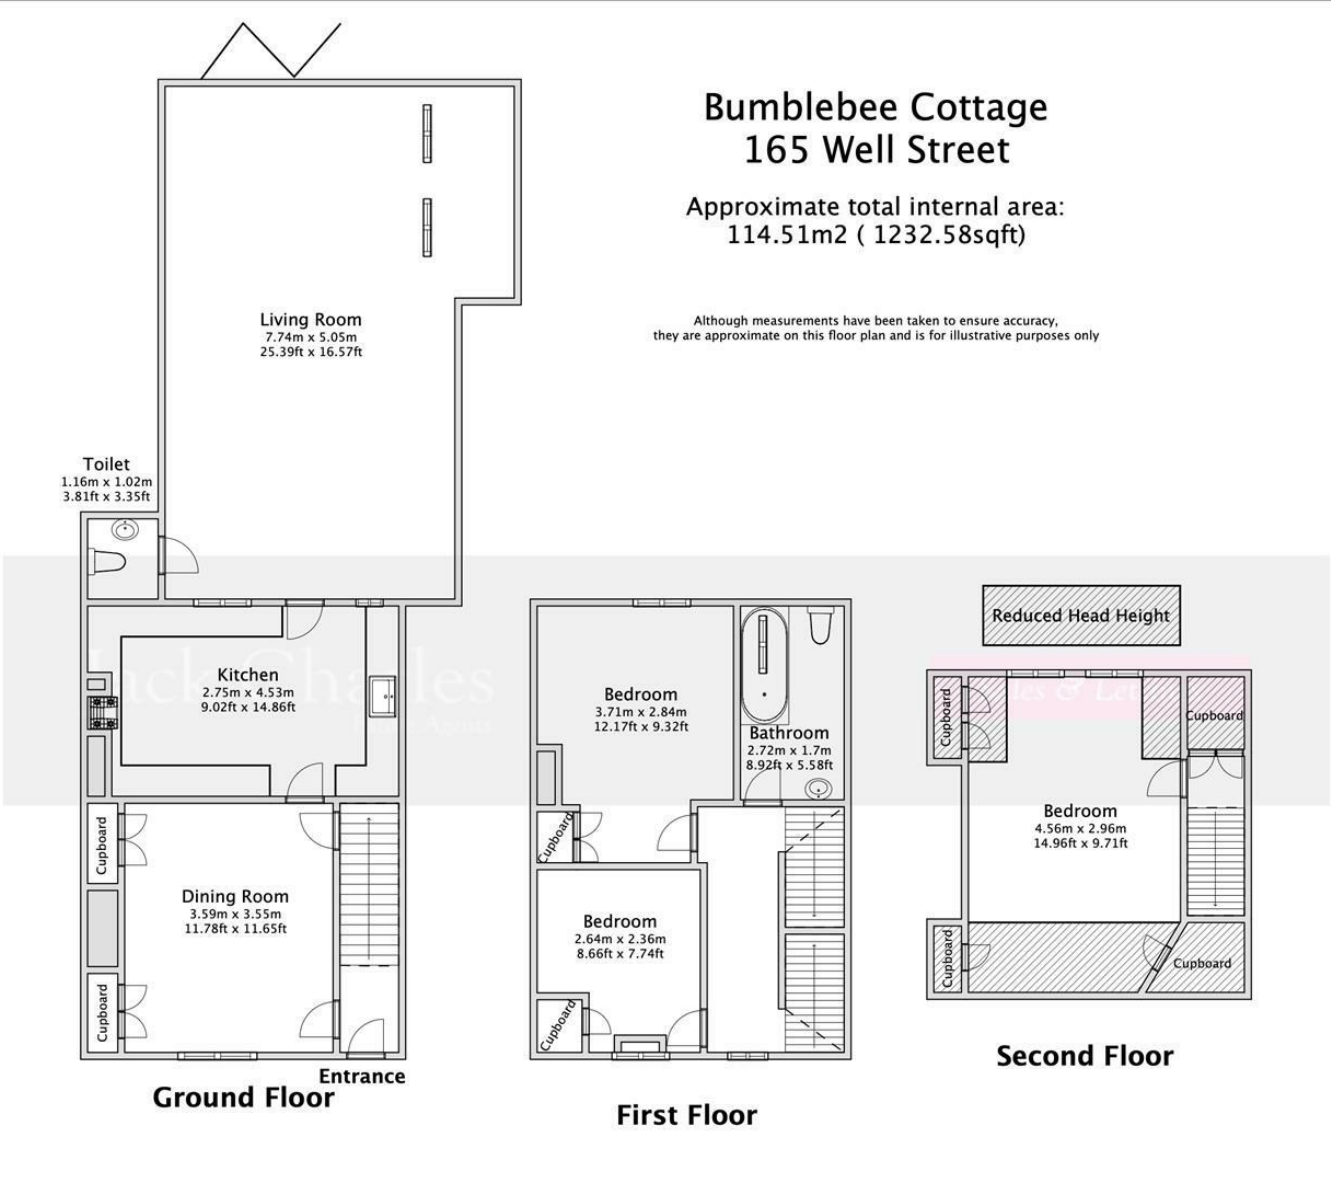 Bumblebee Cottage
165 Well Street
Approximate total internal area:
114.51m2 ( 1232.58sqft)
Although measurements have been taken to ensure accuracy,
they are approximate on this floor plan and is for illustrative purposes only
Living Room
7.74m x 5.05m
25.39ft x 16.57ft
Toilet
1.16m x 1.02m
3.81ft x 3.35ft
Kitchen
2.75m x 4.53m
9.02ft x 14.86ft
Cupboard
Dining Room
3.59m x 3.55m
11.78ft x 11.65ft
Cupboard
Entrance
Ground Floor
Bedroom
3.71m x 2.84m
12.17ft x 9.32ft
Bathroom
2.72m x 1.7m
8.92ft x 5.58ft
Cupboard
Bedroom
2.64m x 2.36m
8.66ft x 7.74ft
Cupboard
First Floor
Reduced Head Height
Cupboard
Cupboard
Bedroom
4.56m x 2.96m
14.96ft x 9.71ft
Cupboard
Cupboard
Second Floor
Jack Charles
Estate Agents